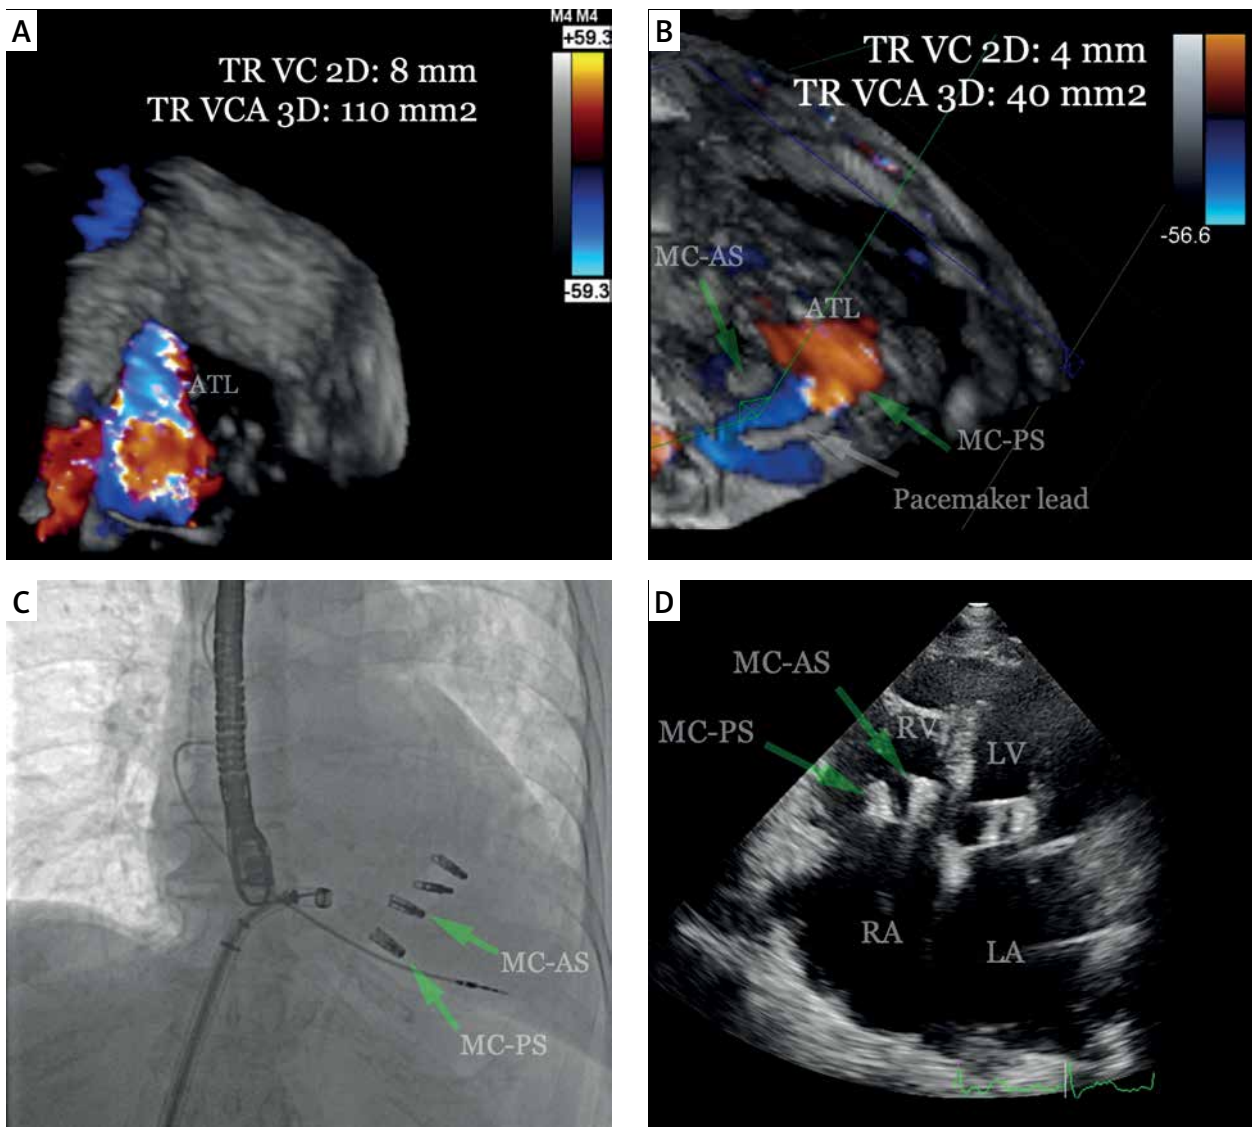 A
M4 M4
+59.3
TR VC 2D: 8 mm
TR VCA 3D: 110 mm2
-59.3
ATL
B
TR VC 2D: 4 mm
TR VCA 3D: 40 mm2
-56.6
MC-AS
ATL
MC-PS
Pacemaker lead
C
MC-AS
MC-PS
D
MC-AS
MC-PS
RV
LV
RA
LA